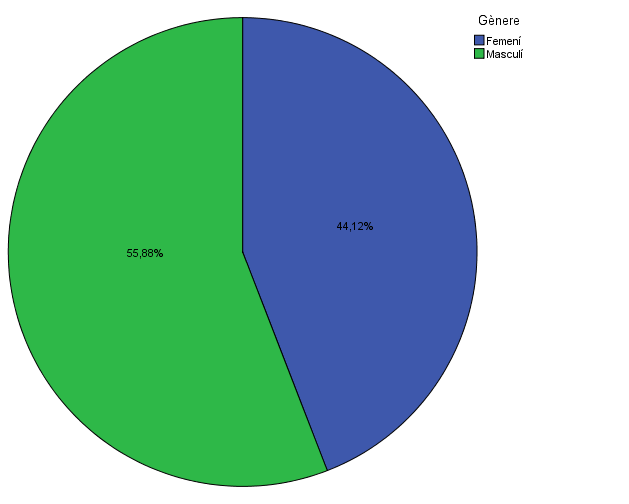 Gènere
Femení
Masculí
44,12%
55,88%